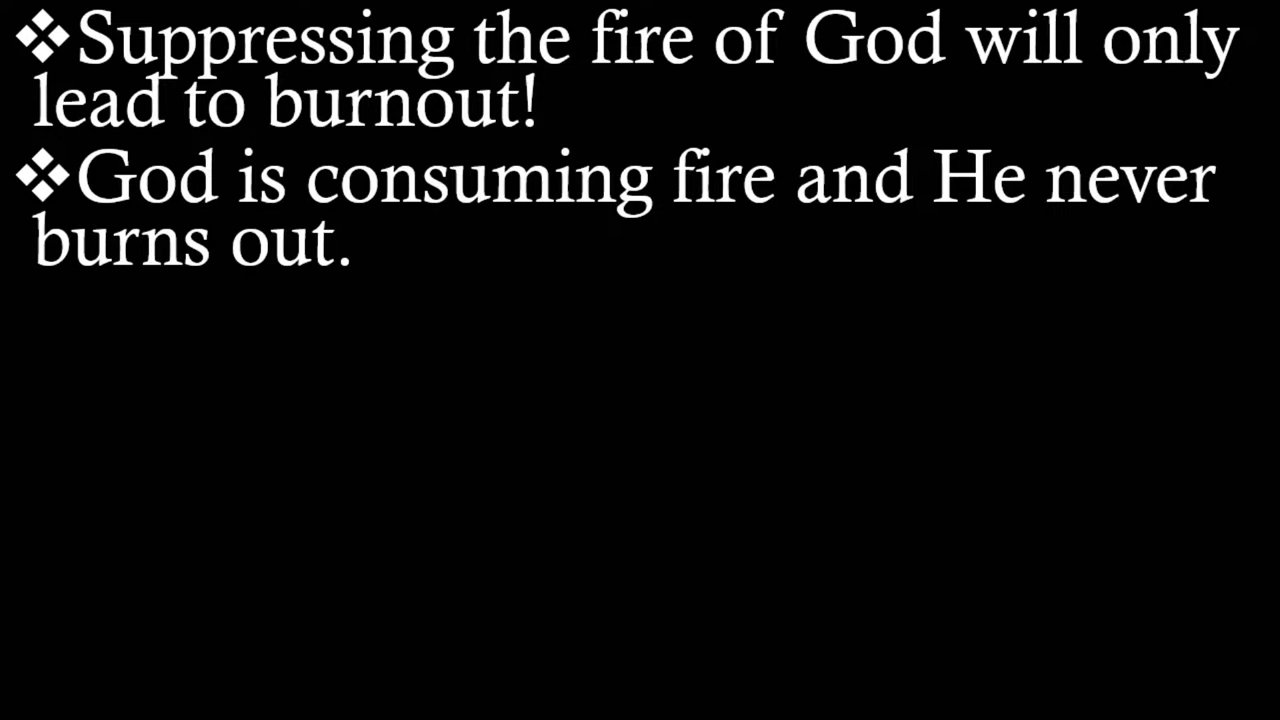 ❖Suppressing the fire of God will only
lead to burnout!
❖God is consuming fire and He never
burns out.